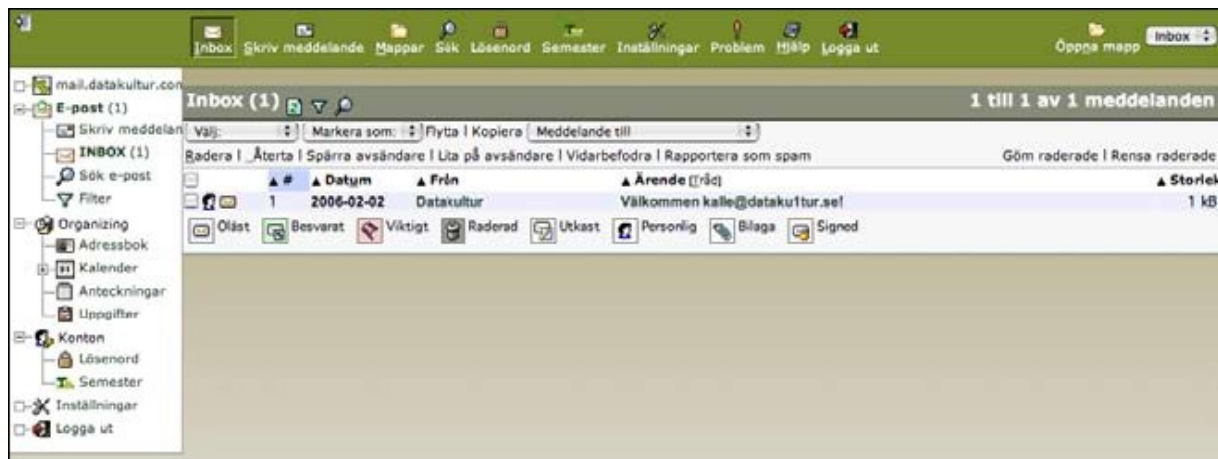 Inbox Skriv meddelande Mappar Sök Lösenord Semester Inställningar Problem Hjälp Logga ut Öppna mapp Inbox
mail.datakultur.con
E-post (1)
Skriv meddelan
INBOX (1)
Sök e-post
Filter
Organizing
Adressbok
Kalender
Anteckningar
Uppgifter
Konton
Lösenord
Semester
Inställningar
Logga ut
Inbox (1) 1 till 1 av 1 meddelanden
Välj: Markera som: Flytta | Kopiera Meddelande till
Radera | Återta | Spärra avsändare | Lita på avsändare | Vidarbefodra | Rapportera som spam Göm raderade | Rensa raderade
# Datum Från Ärende [Tråd] Storlek
1 2006-02-02 Datakultur Välkommen kalle@datakultur.se! 1 kB
Oläst Besvarat Viktigt Raderad Utkast Personlig Bilaga Signed